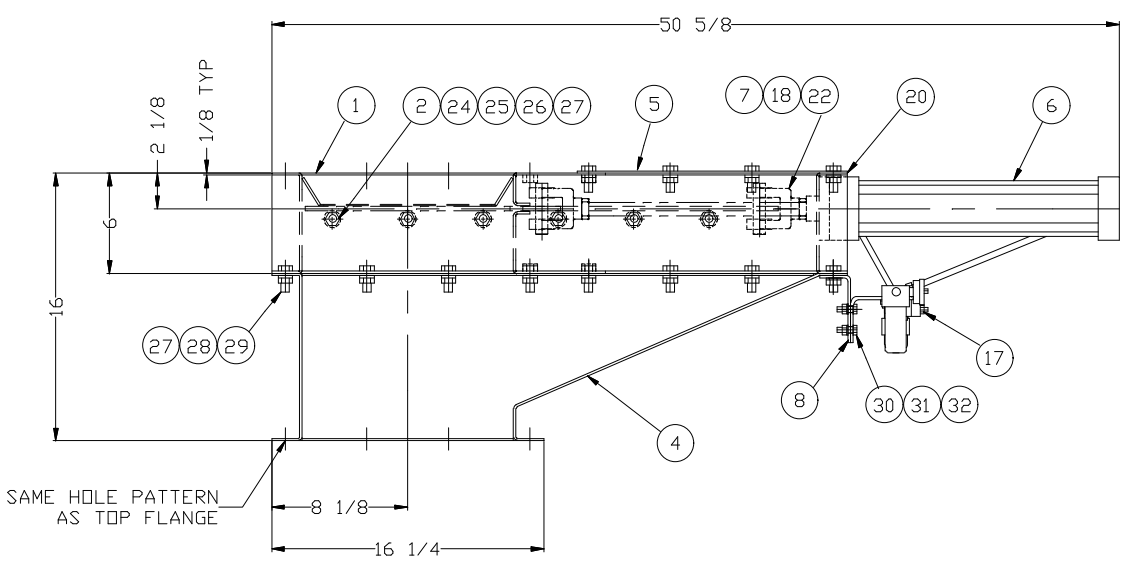 50 5/8
1/8 TYP
2 1/8
1
2 24 25 26 27
5
7 18 22
20
6
6
16
27 28 29
17
8
30 31 32
4
SAME HOLE PATTERN
AS TOP FLANGE
8 1/8
16 1/4